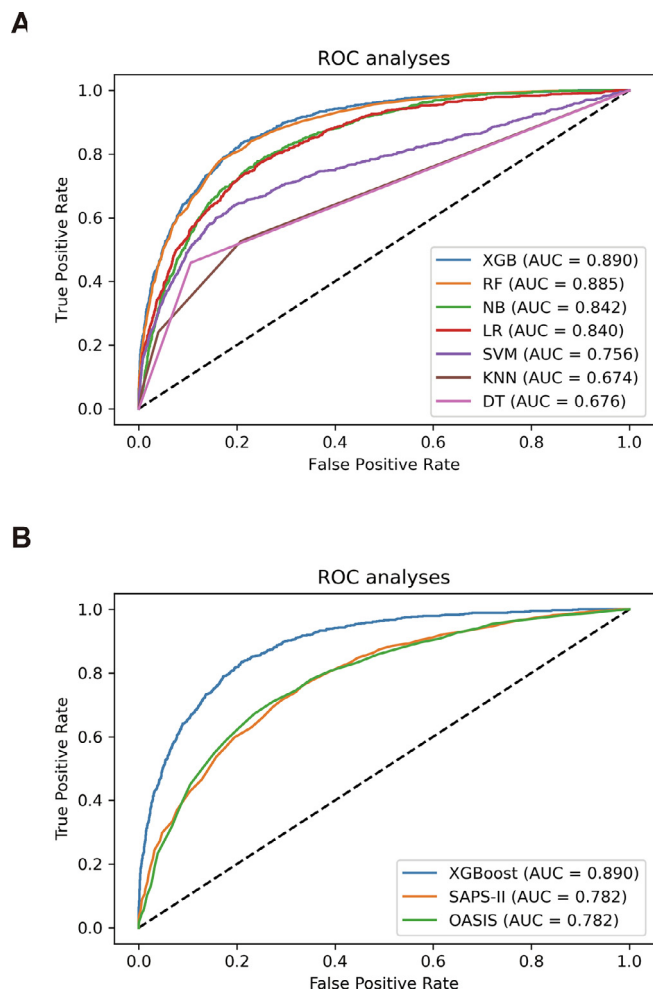 A
ROC analyses
True Positive Rate
1.0
0.8
0.6
0.4
0.2
0.0
XGB (AUC = 0.890)
RF (AUC = 0.885)
NB (AUC = 0.842)
LR (AUC = 0.840)
SVM (AUC = 0.756)
KNN (AUC = 0.674)
DT (AUC = 0.676)
0.0 0.2 0.4 0.6 0.8 1.0
False Positive Rate
B
ROC analyses
True Positive Rate
1.0
0.8
0.6
0.4
0.2
0.0
XGBoost (AUC = 0.890)
SAPS-II (AUC = 0.782)
OASIS (AUC = 0.782)
0.0 0.2 0.4 0.6 0.8 1.0
False Positive Rate